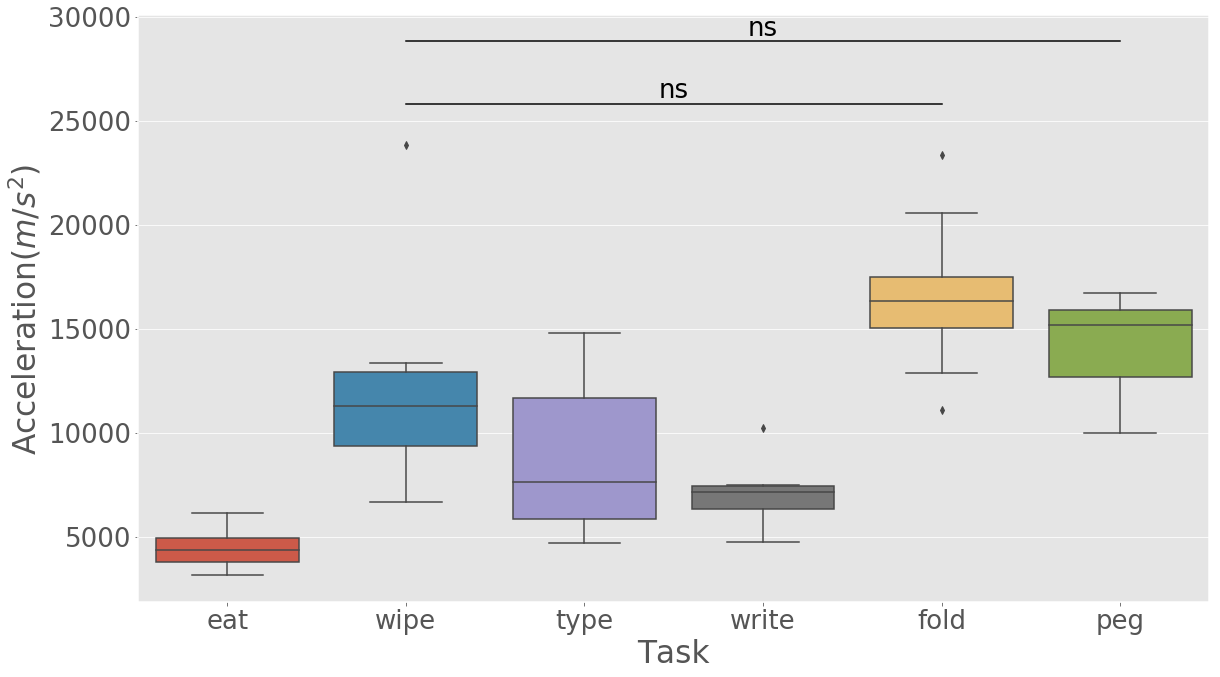 30000
25000
20000
15000
10000
5000
Acceleration(m/s²)
ns
ns
eat wipe type write fold peg
Task